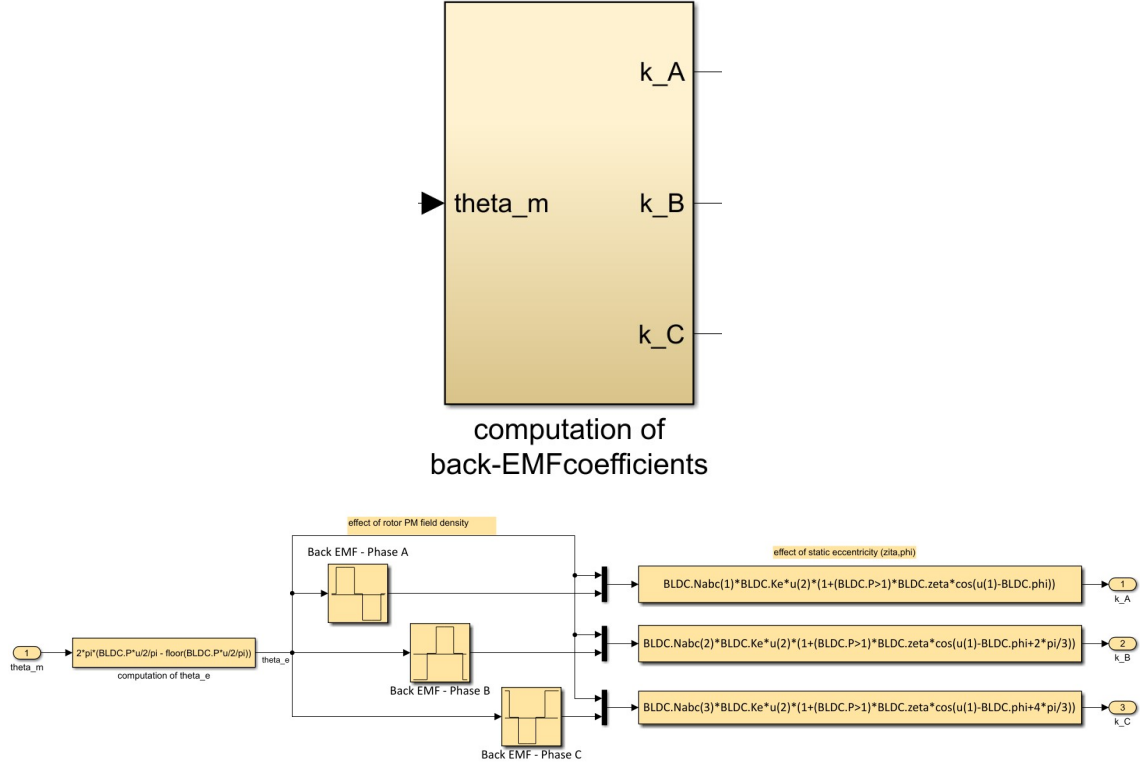 k_A
theta_m
k_B
k_C
computation of
back-EMFcoefficients
effect of rotor PM field density
Back EMF - Phase A
effect of static eccentricity (zita,phi)
BLDC.Nabc(1)*BLDC.Ke*u(2)*(1+(BLDC.P>1)*BLDC.zeta*cos(u(1)-BLDC.phi))
1
k_A
1
theta_m
2*pi*(BLDC.P*u/2/pi - floor(BLDC.P*u/2/pi))
computation of theta_e
theta_e
Back EMF - Phase B
BLDC.Nabc(2)*BLDC.Ke*u(2)*(1+(BLDC.P>1)*BLDC.zeta*cos(u(1)-BLDC.phi+2*pi/3))
2
k_B
Back EMF - Phase C
BLDC.Nabc(3)*BLDC.Ke*u(2)*(1+(BLDC.P>1)*BLDC.zeta*cos(u(1)-BLDC.phi+4*pi/3))
3
k_C